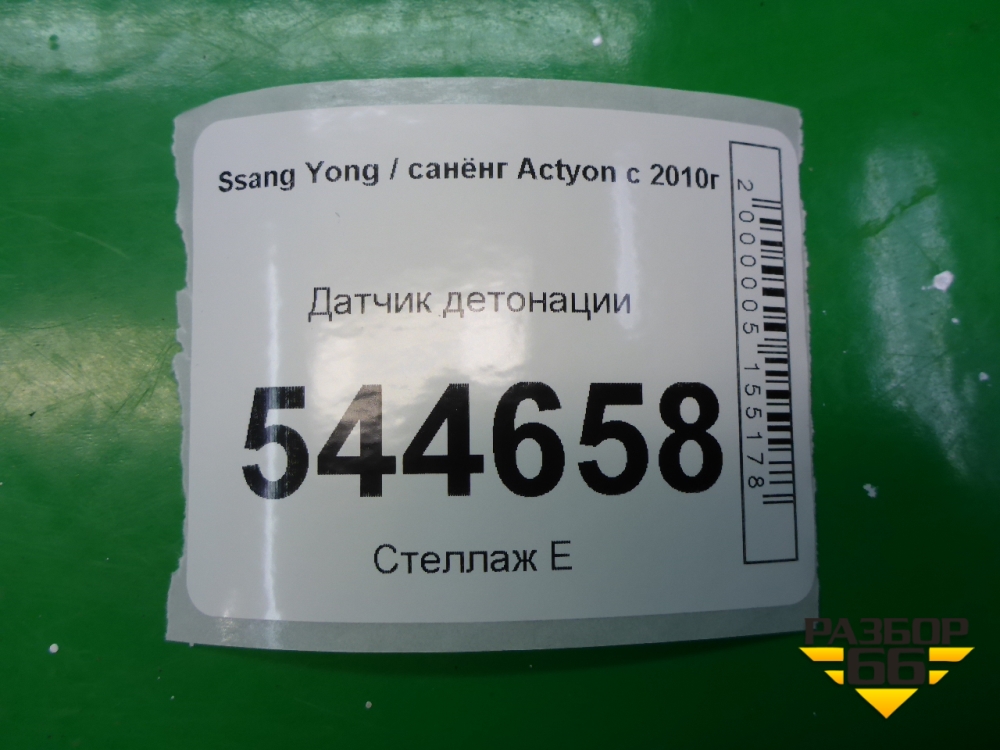 Ssang Yong / санёнг Actyon с 2010г
Датчик детонации
544658
Стеллаж Е
2000005155178
РАЗБОР
66